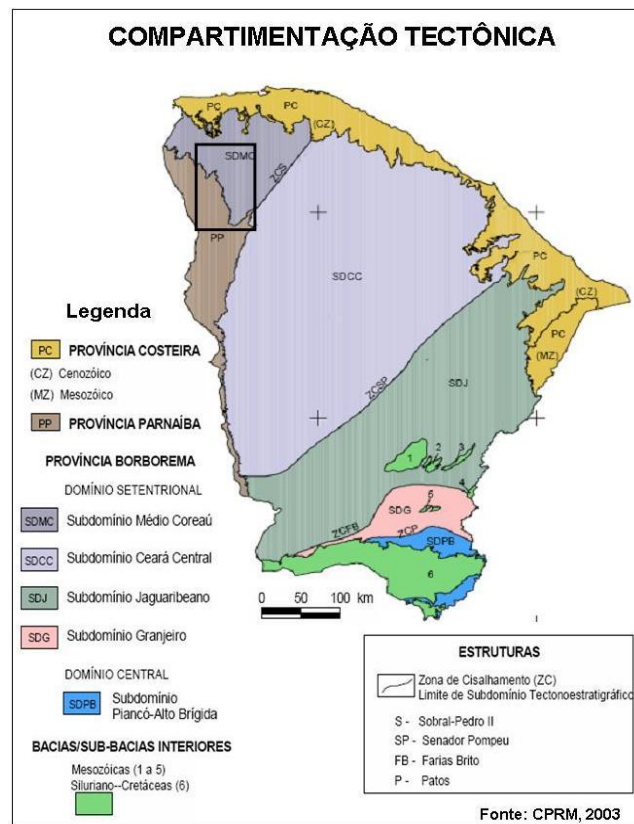 COMPARTIMENTAÇÃO TECTÔNICA
PC
PC
(CZ)
SDMC
ZCS
PP
SDCC
PC
(CZ)
PC
(MZ)
ZCSP
SDJ
1
2
3
4
5
SDG
ZCFB
ZCP
SDPB
6
0 50 100 km
Legenda
PC PROVÍNCIA COSTEIRA
(CZ) Cenozóico
(MZ) Mesozóico
PP PROVÍNCIA PARNAÍBA
PROVÍNCIA BORBOREMA
DOMÍNIO SETENTRIONAL
SDMC Subdomínio Médio Coreaú
SDCC Subdomínio Ceará Central
SDJ Subdomínio Jaguaribeano
SDG Subdomínio Granjeiro
DOMÍNIO CENTRAL
SDPB Subdomínio
Piancó-Alto Brígida
BACIAS/SUB-BACIAS INTERIORES
Mesozóicas (1 a 5)
Siluriano--Cretáceas (6)
ESTRUTURAS
Zona de Cisalhamento (ZC)
Limite de Subdomínio Tectonoestratigráfico
S - Sobral-Pedro II
SP - Senador Pompeu
FB - Farias Brito
P - Patos
Fonte: CPRM, 2003